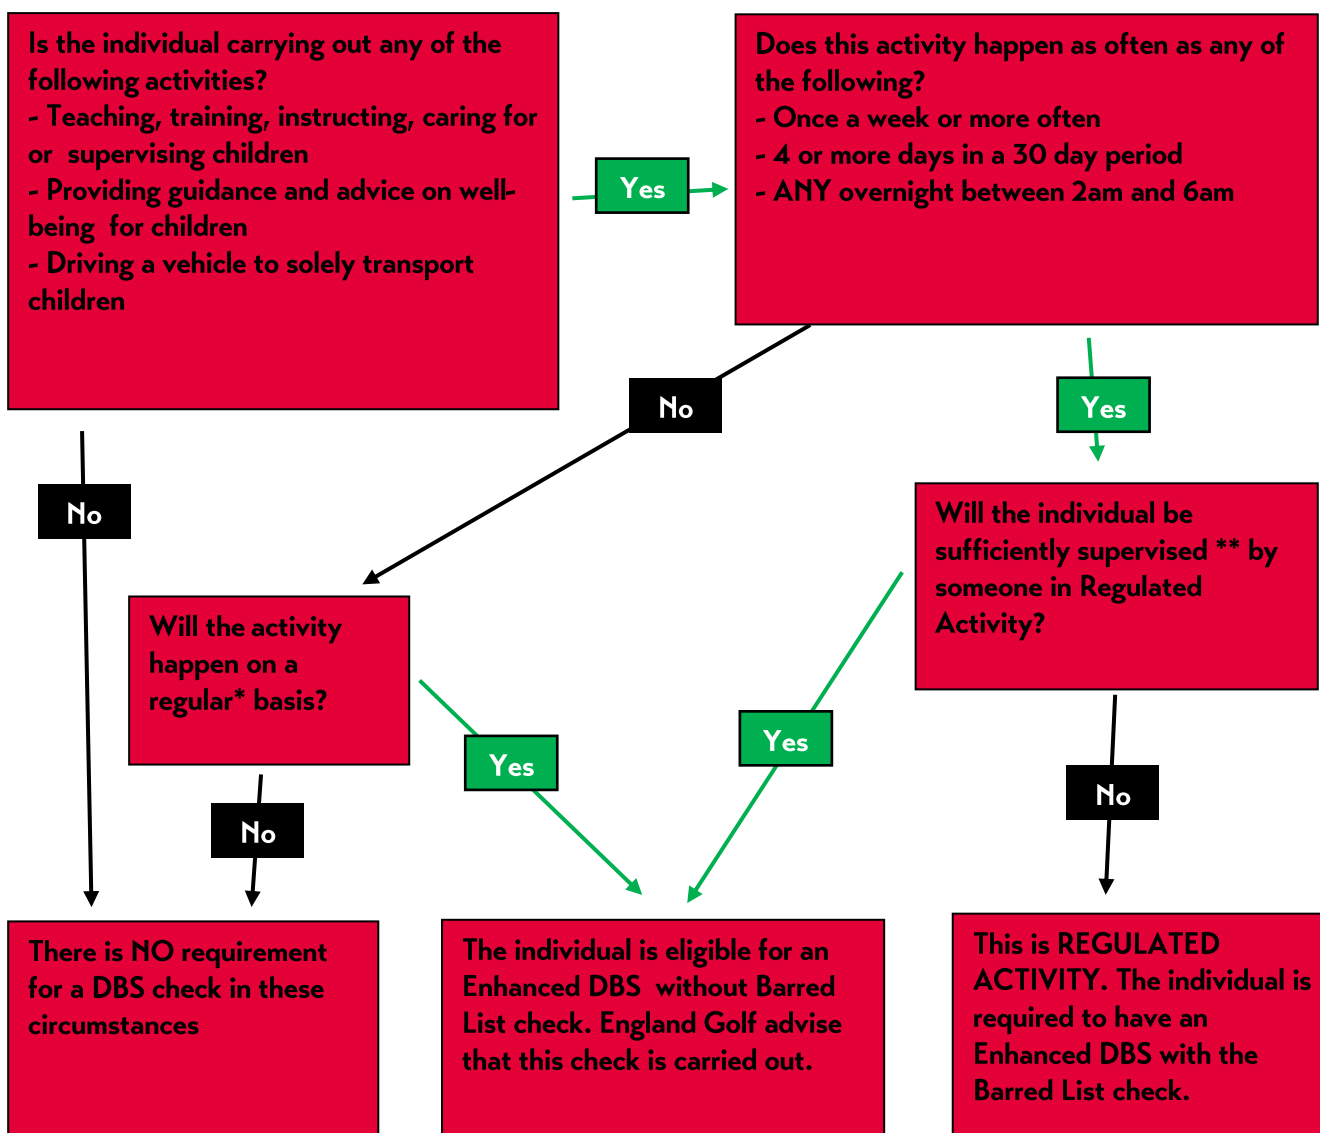 Is the individual carrying out any of the
following activities?
- Teaching, training, instructing, caring for
or supervising children
- Providing guidance and advice on well-
being for children
- Driving a vehicle to solely transport
children
Yes
Does this activity happen as often as any of
the following?
- Once a week or more often
- 4 or more days in a 30 day period
- ANY overnight between 2am and 6am
No
Yes
No
Will the individual be
sufficiently supervised ** by
someone in Regulated
Activity?
Will the activity
happen on a
regular* basis?
Yes
Yes
No
No
There is NO requirement
for a DBS check in these
circumstances
The individual is eligible for an
Enhanced DBS without Barred
List check. England Golf advise
that this check is carried out.
This is REGULATED
ACTIVITY. The individual is
required to have an
Enhanced DBS with the
Barred List check.